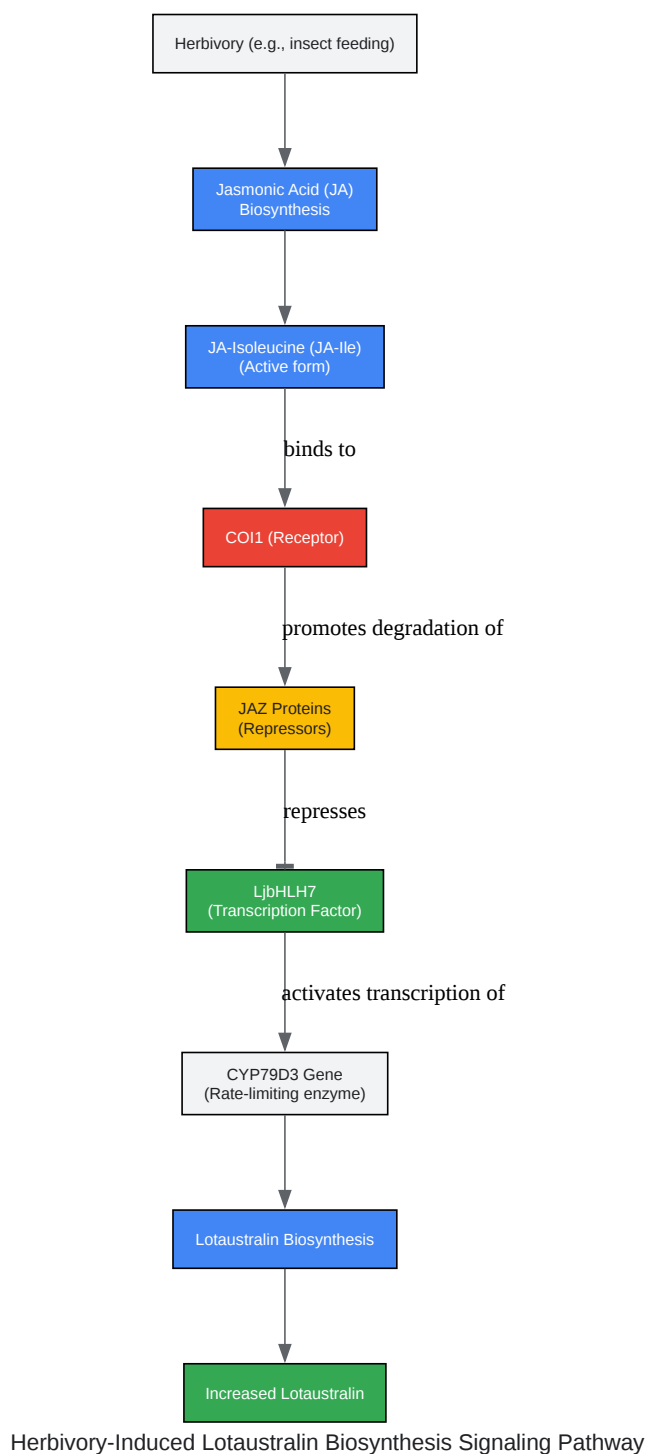 Herbivory (e.g., insect feeding)
Jasmonic Acid (JA)
Biosynthesis
JA-Isoleucine (JA-Ile)
(Active form)
binds to
COI1 (Receptor)
promotes degradation of
JAZ Proteins
(Repressors)
represses
LjbHLH7
(Transcription Factor)
activates transcription of
CYP79D3 Gene
(Rate-limiting enzyme)
Lotaustralin Biosynthesis
Increased Lotaustralin
Herbivory-Induced Lotaustralin Biosynthesis Signaling Pathway